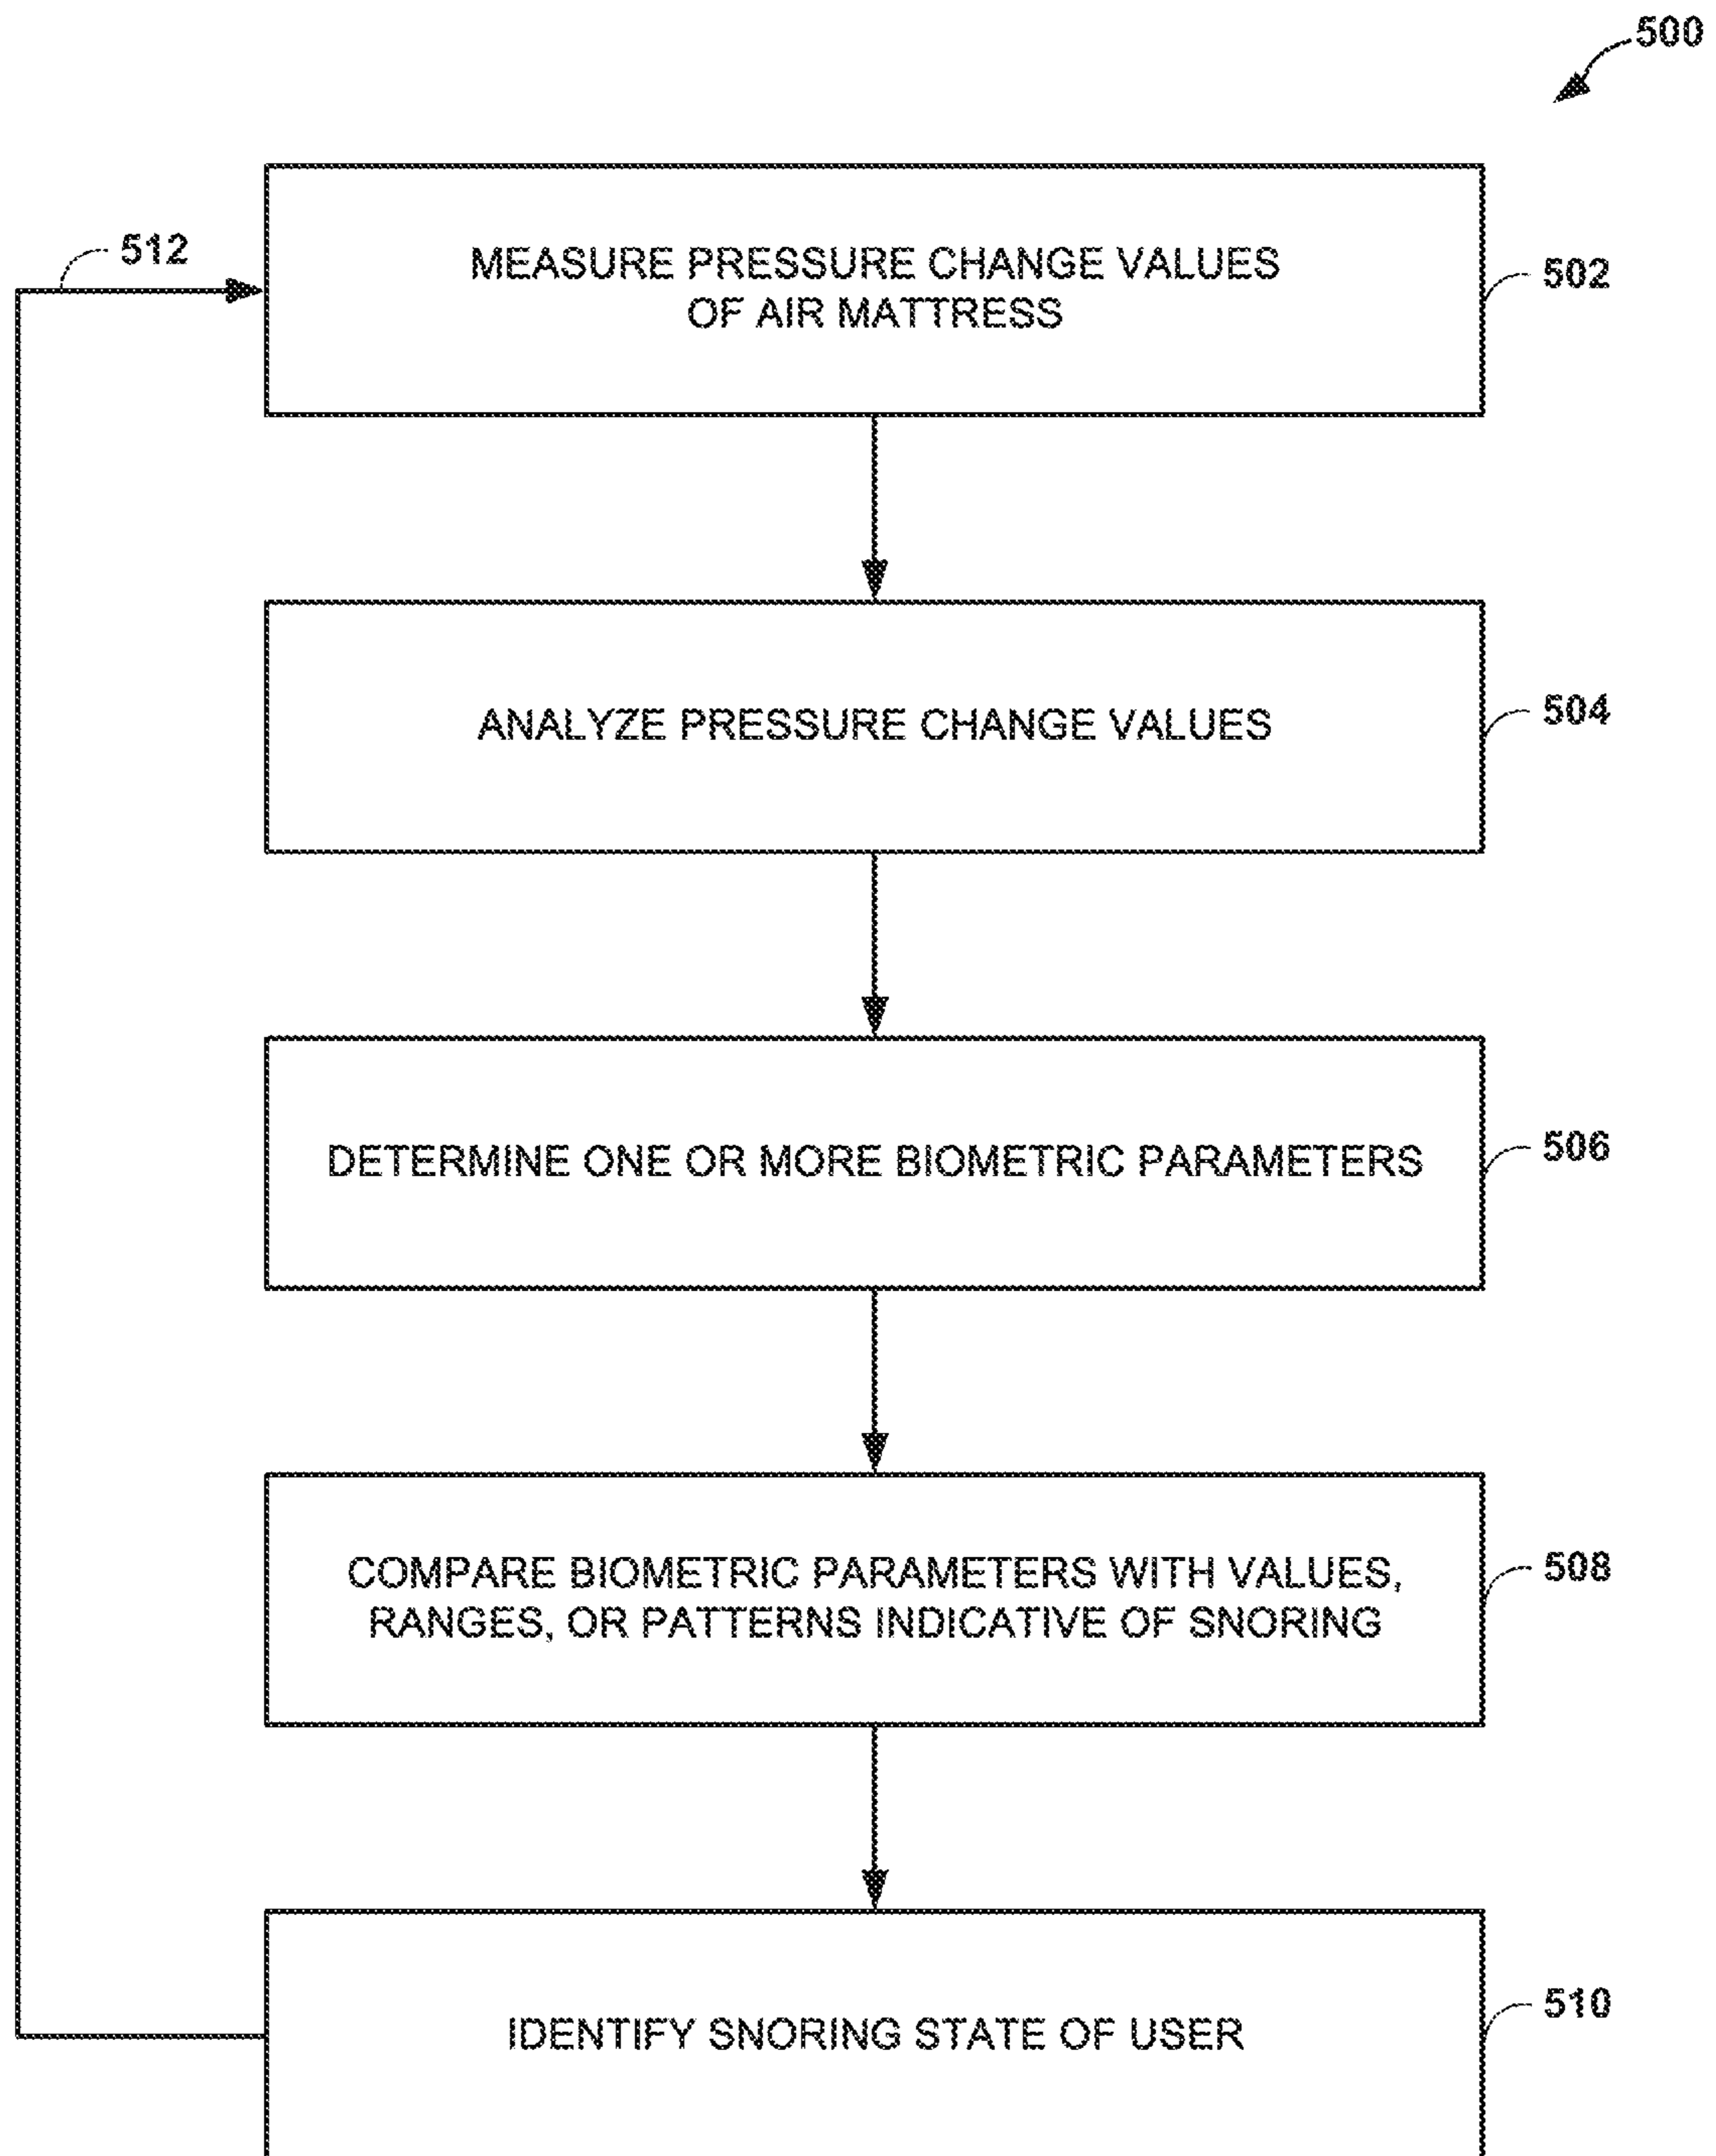 500
512
MEASURE PRESSURE CHANGE VALUES
OF AIR MATTRESS
502
ANALYZE PRESSURE CHANGE VALUES
504
DETERMINE ONE OR MORE BIOMETRIC PARAMETERS
506
COMPARE BIOMETRIC PARAMETERS WITH VALUES,
RANGES, OR PATTERNS INDICATIVE OF SNORING
508
IDENTIFY SNORING STATE OF USER
510